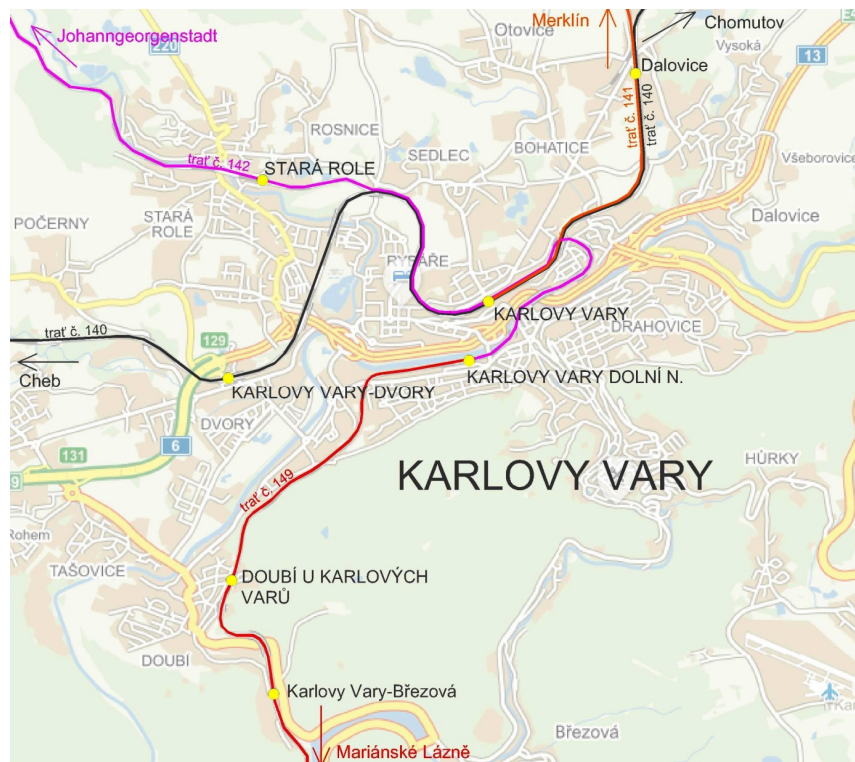 Merklín
Otovice
Chomutov
Johanngeorgenstadt
220
Vysoká
13
Dalovice
trať č. 141
trať č. 140
ROSNICE
BOHATICE
SEDLEC
Všeborovice
trať č. 142
STARÁ ROLE
POČERNY
STARÁ
ROLE
Dalovice
RYBÁŘE
KARLOVY VARY
DRAHOVICE
trať č. 140
129
Cheb
KARLOVY VARY-DVORY
KARLOVY VARY DOLNÍ N.
DVORY
6
131
KARLOVY VARY
HŮRKY
trať č. 149
Rohem
TAŠOVICE
DOUBÍ U KARLOVÝCH
VARŮ
DOUBÍ
Karlovy Vary-Březová
Kar
Březová
Mariánské Lázně